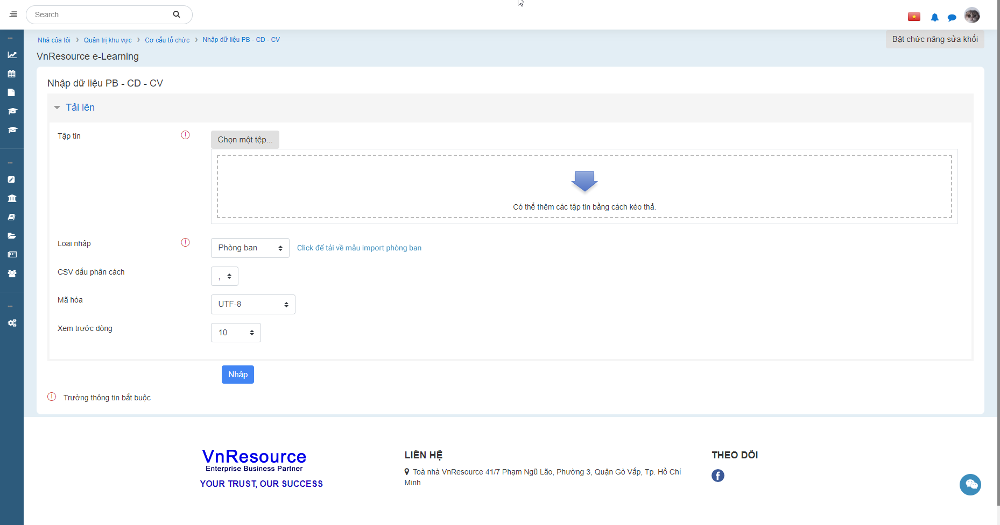 Search
Nhà của tôi > Quản trị khu vực > Cơ cấu tổ chức > Nhập dữ liệu PB - CD - CV
Bật chức năng sửa khối
VnResource e-Learning
Nhập dữ liệu PB - CD - CV
Tải lên
Tập tin
Chọn một tệp...
Có thể thêm các tập tin bằng cách kéo thả.
Loại nhập
Phòng ban
Click để tải về mẫu import phòng ban
CSV dấu phân cách
,
Mã hóa
UTF-8
Xem trước dòng
10
Nhập
Trường thông tin bắt buộc
VnResource
Enterprise Business Partner
YOUR TRUST, OUR SUCCESS
LIÊN HỆ
Toà nhà VnResource 41/7 Phạm Ngũ Lão, Phường 3, Quận Gò Vấp, Tp. Hồ Chí
Minh
THEO DÕI